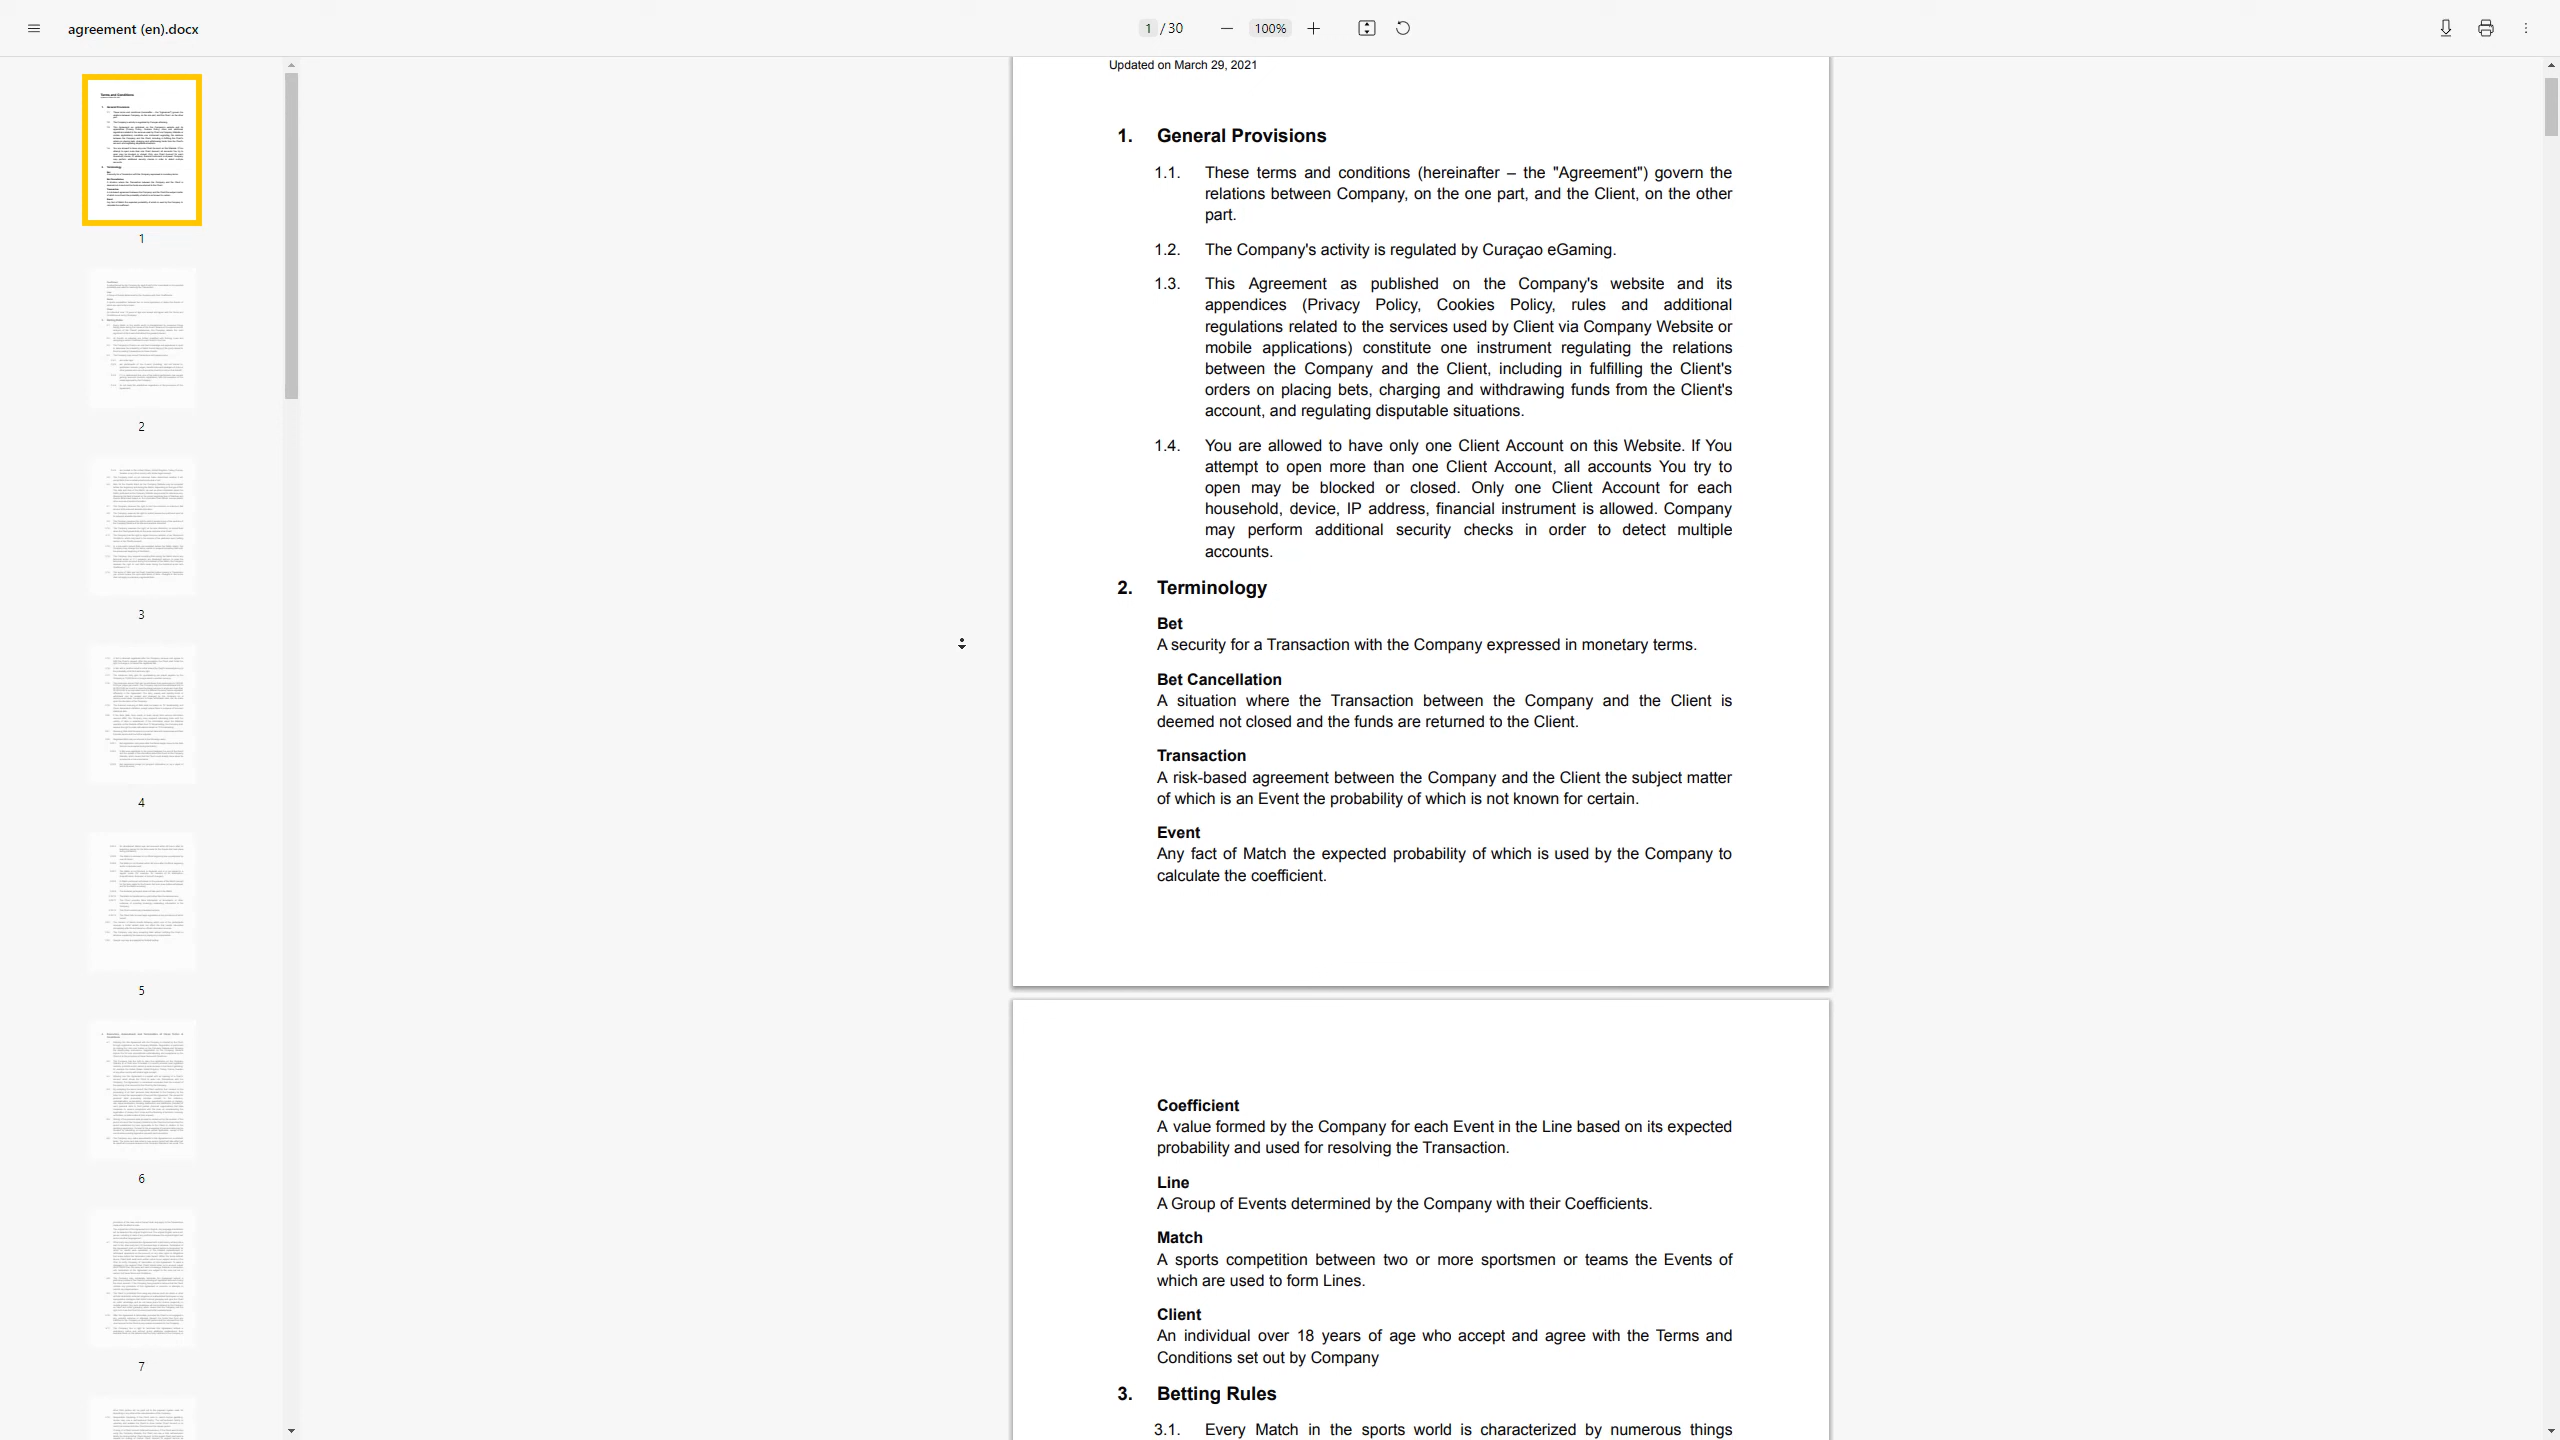 agreement (en).docx
1 / 30
100%
1
2
3
4
5
6
7
Updated on March 29, 2021
1. General Provisions
1.1. These terms and conditions (hereinafter – the "Agreement") govern the
relations between Company, on the one part, and the Client, on the other
part.
1.2. The Company's activity is regulated by Curaçao eGaming.
1.3. This Agreement as published on the Company's website and its
appendices (Privacy Policy, Cookies Policy, rules and additional
regulations related to the services used by Client via Company Website or
mobile applications) constitute one instrument regulating the relations
between the Company and the Client, including in fulfilling the Client's
orders on placing bets, charging and withdrawing funds from the Client's
account, and regulating disputable situations.
1.4. You are allowed to have only one Client Account on this Website. If You
attempt to open more than one Client Account, all accounts You try to
open may be blocked or closed. Only one Client Account for each
household, device, IP address, financial instrument is allowed. Company
may perform additional security checks in order to detect multiple
accounts.
2. Terminology
Bet
A security for a Transaction with the Company expressed in monetary terms.
Bet Cancellation
A situation where the Transaction between the Company and the Client is
deemed not closed and the funds are returned to the Client.
Transaction
A risk-based agreement between the Company and the Client the subject matter
of which is an Event the probability of which is not known for certain.
Event
Any fact of Match the expected probability of which is used by the Company to
calculate the coefficient.
Coefficient
A value formed by the Company for each Event in the Line based on its expected
probability and used for resolving the Transaction.
Line
A Group of Events determined by the Company with their Coefficients.
Match
A sports competition between two or more sportsmen or teams the Events of
which are used to form Lines.
Client
An individual over 18 years of age who accept and agree with the Terms and
Conditions set out by Company
3. Betting Rules
3.1. Every Match in the sports world is characterized by numerous things